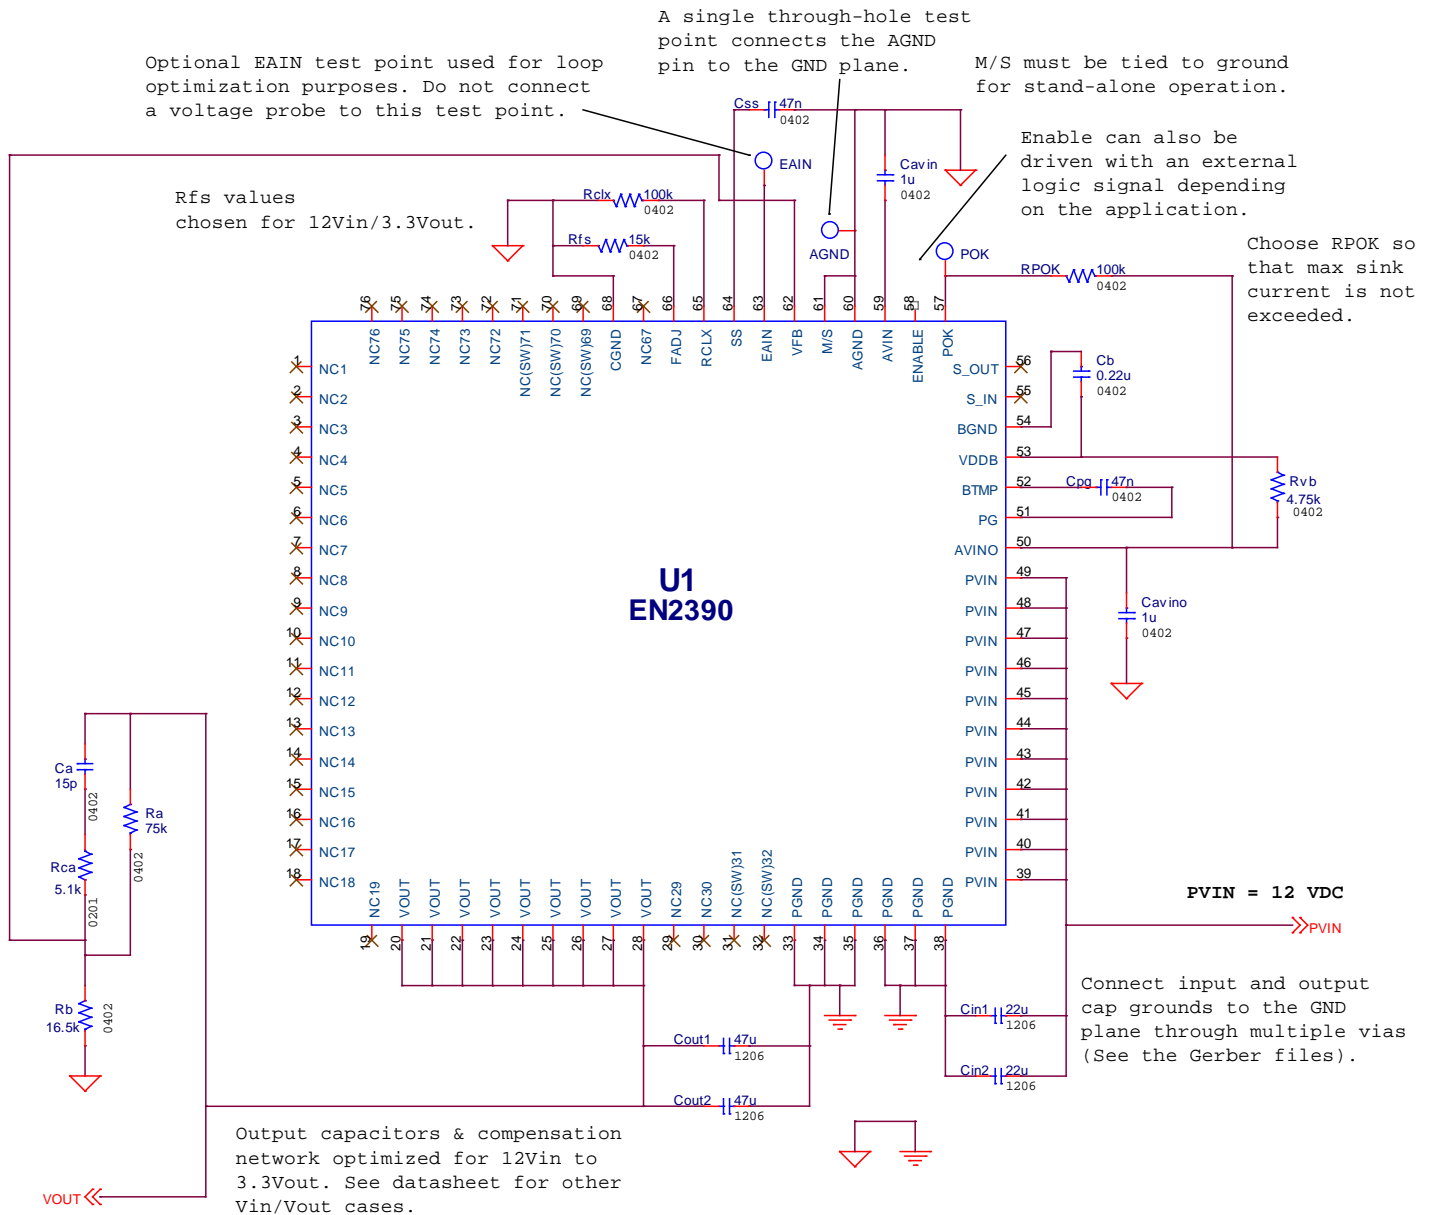 A single through-hole test
point connects the AGND
pin to the GND plane.
Optional EAIN test point used for loop
optimization purposes. Do not connect
a voltage probe to this test point.
M/S must be tied to ground
for stand-alone operation.
Enable can also be
driven with an external
logic signal depending
on the application.
Rfs values
chosen for 12Vin/3.3Vout.
Choose RPOK so
that max sink
current is not
exceeded.
Css 47n
0402
EAIN
Cavin
1u
0402
Rclx 100k
0402
Rfs 15k
0402
AGND
POK
RPOK 100k
0402
76 75 74 73 72 71 70 69 68 67 66 65 64 63 62 61 60 59 58 57
NC76
NC75
NC74
NC73
NC72
NC(SW)71
NC(SW)70
NC(SW)69
CGND
NC67
FADJ
RCLX
SS
EAIN
VFB
M/S
AGND
AVIN
ENABLE
POK
1 NC1
2 NC2
3 NC3
4 NC4
5 NC5
6 NC6
7 NC7
8 NC8
9 NC9
10 NC10
11 NC11
12 NC12
13 NC13
14 NC14
15 NC15
16 NC16
17 NC17
18 NC18
U1
EN2390
S_OUT 56
S_IN 55
BGND 54
VDDB 53
BTMP 52
PG 51
AVINO 50
PVIN 49
PVIN 48
PVIN 47
PVIN 46
PVIN 45
PVIN 44
PVIN 43
PVIN 42
PVIN 41
PVIN 40
PVIN 39
Cb
0.22u
0402
Cpg 47n
0402
Rvb
4.75k
0402
Cavino
1u
0402
Ca
15p
0402
Ra
75k
0402
Rca
5.1k
0201
Rb
16.5k
0402
NC19
VOUT
VOUT
VOUT
VOUT
VOUT
VOUT
VOUT
VOUT
VOUT
NC29
NC30
NC(SW)31
NC(SW)32
PGND
PGND
PGND
PGND
PGND
PGND
19 20 21 22 23 24 25 26 27 28 29 30 31 32 33 34 35 36 37 38
PVIN = 12 VDC
PVIN
Connect input and output
cap grounds to the GND
plane through multiple vias
(See the Gerber files).
Cin1 22u
1206
Cin2 22u
1206
Cout1 47u
1206
Cout2 47u
1206
Output capacitors & compensation
network optimized for 12Vin to
3.3Vout. See datasheet for other
Vin/Vout cases.
VOUT